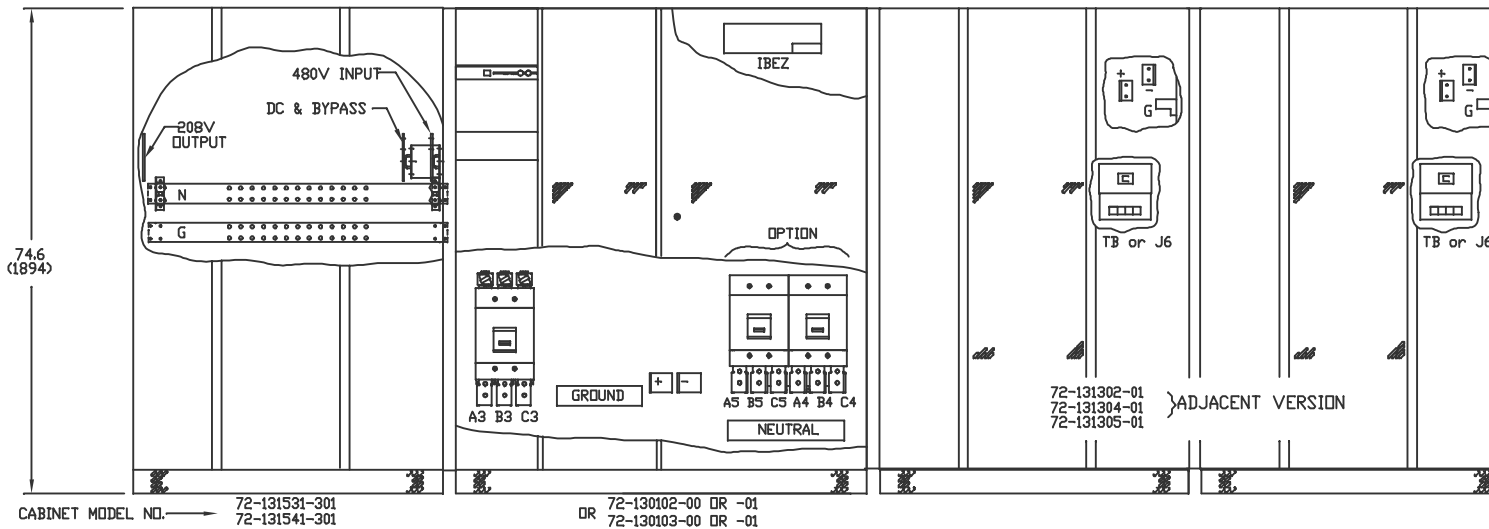 IBEZ
480V INPUT
DC & BYPASS
208V
OUTPUT
N
G
74.6
(1894)
OPTION
A3 B3 C3
GROUND
+ -
A5 B5 C5 A4 B4 C4
NEUTRAL
+
-
G
TB or J6
+
-
G
TB or J6
72-131302-01
72-131304-01
72-131305-01
}ADJACENT VERSION
CABINET MODEL NO.
72-131531-301
72-131541-301
OR
72-130102-00 OR -01
72-130103-00 OR -01